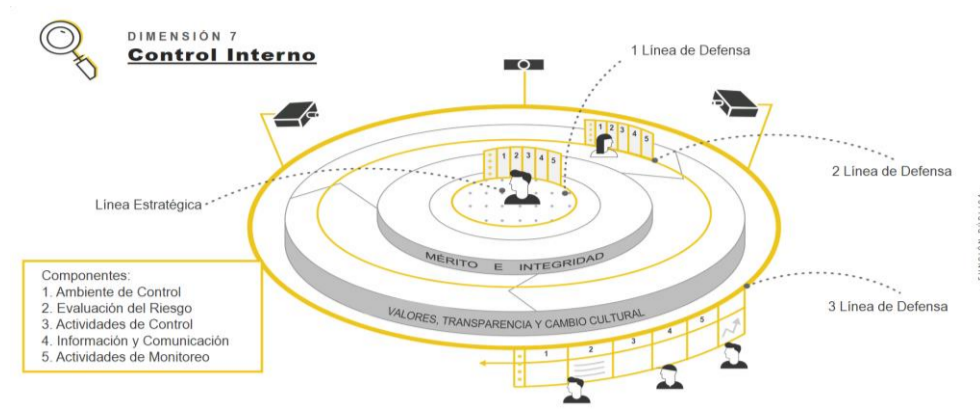 DIMENSIÓN 7
Control Interno
1 Línea de Defensa
1 2 3 4 5
1 2 3 4 5
2 Línea de Defensa
Línea Estratégica
MÉRITO E INTEGRIDAD
Componentes:
1. Ambiente de Control
2. Evaluación del Riesgo
3. Actividades de Control
4. Información y Comunicación
5. Actividades de Monitoreo
VALORES, TRANSPARENCIA Y CAMBIO CULTURAL
3 Línea de Defensa
1 2 3 4 5